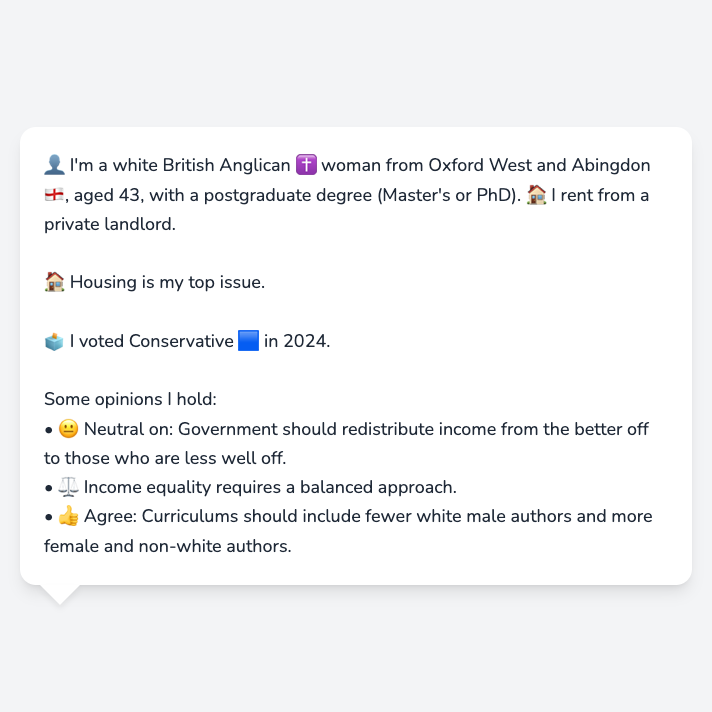 👤 I'm a white British Anglican ✝️ woman from Oxford West and Abingdon
🏴󠁧󠁢󠁥󠁮󠁧󠁿, aged 43, with a postgraduate degree (Master's or PhD). 🏠 I rent from a
private landlord.
🏠 Housing is my top issue.
🗳️ I voted Conservative 🟦 in 2024.
Some opinions I hold:
• 😐 Neutral on: Government should redistribute income from the better off
to those who are less well off.
• ⚖️ Income equality requires a balanced approach.
• 👍 Agree: Curriculums should include fewer white male authors and more
female and non-white authors.